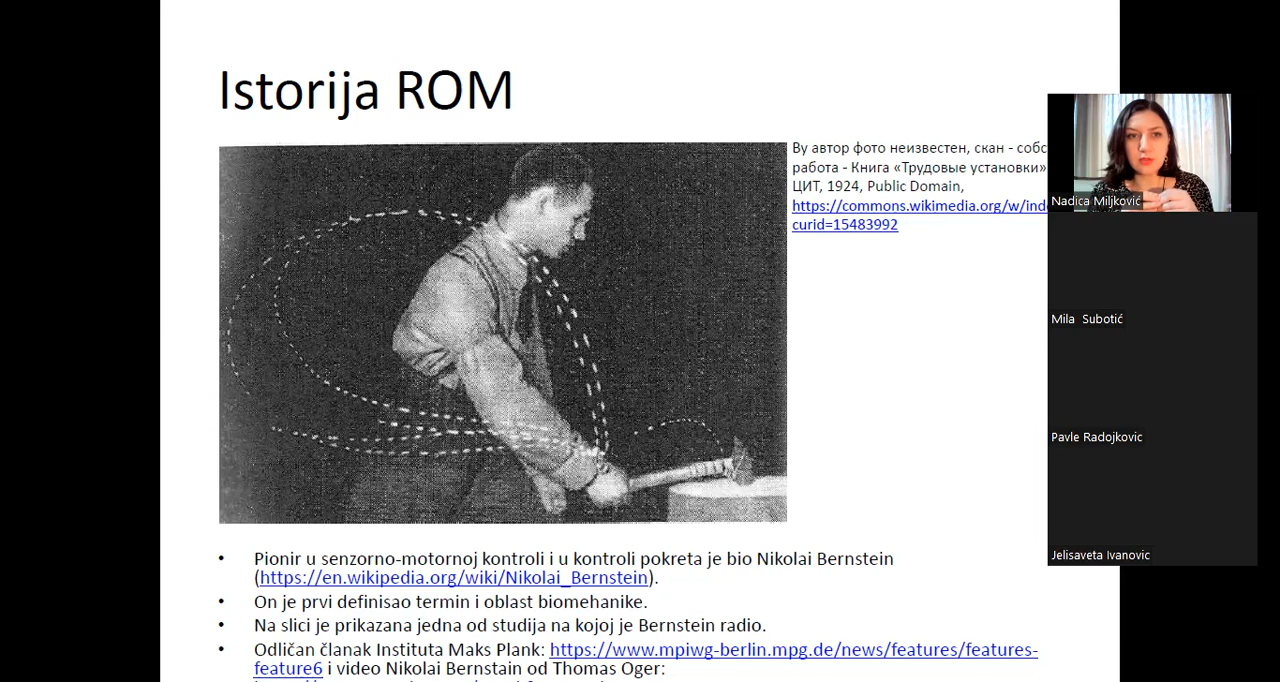 Istorija ROM
By автор фото неизвестен, скан - собс
работа - Книга «Трудовые установки»
ЦИТ, 1924, Public Domain,
https://commons.wikimedia.org/w/inde
curid=15483992
Nadica Miljković
Mila Subotić
Pavle Radojkovic
Jelisaveta Ivanovic
• Pionir u senzorno-motornoj kontroli i u kontroli pokreta je bio Nikolai Bernstein
(https://en.wikipedia.org/wiki/Nikolai_Bernstein).
• On je prvi definisao termin i oblast biomehanike.
• Na slici je prikazana jedna od studija na kojoj je Bernstein radio.
• Odličan članak Instituta Maks Plank: https://www.mpiwg-berlin.mpg.de/news/features/features-
feature6 i video Nikolai Bernstain od Thomas Oger: